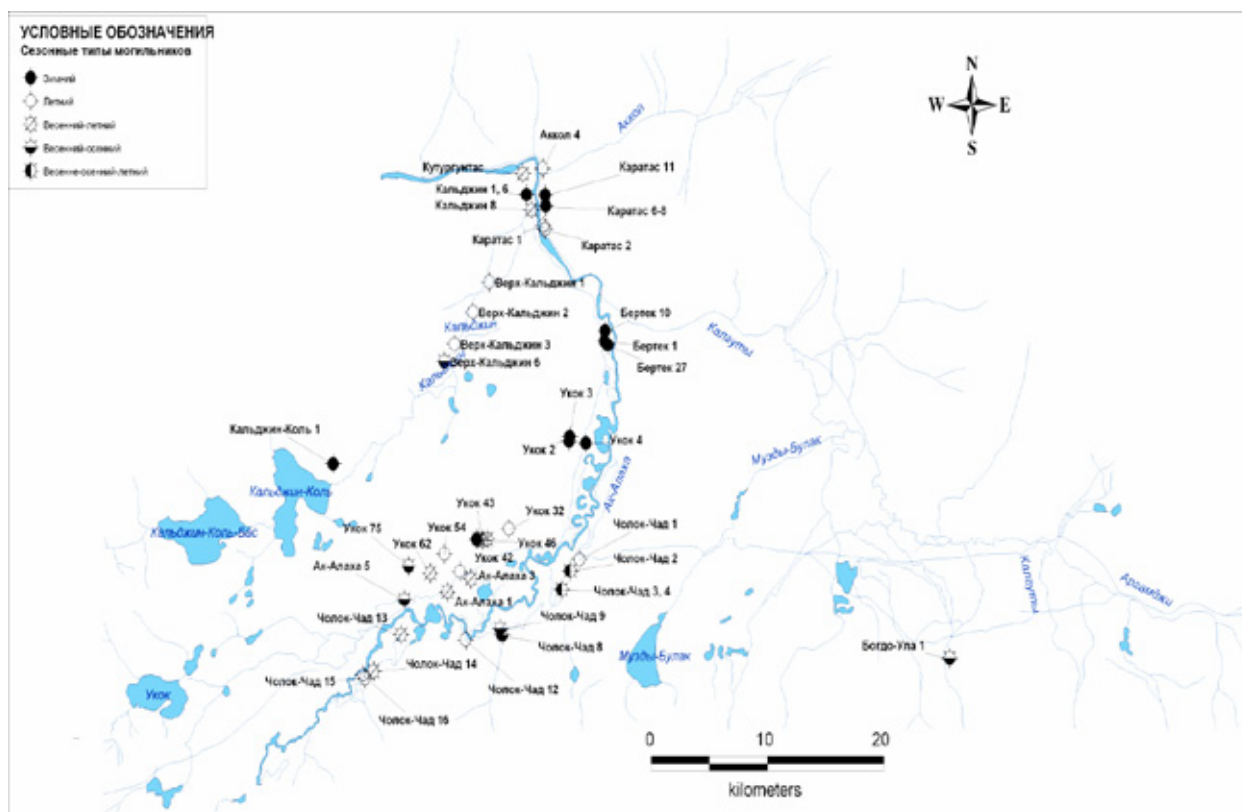 УСЛОВНЫЕ ОБОЗНАЧЕНИЯ
Сезонные типы могильников
Зимний
Летний
Весенний-летний
Весенний-осенний
Весенне-осенний-летний
N
W E
S
Аккол
Аккол 4
Кутургунтас
Каратас 11
Кальджин 1, 6
Кальджин 8
Каратас 6-8
Каратас 1
Каратас 2
Верх-Кальджин 1
Верх-Кальджин 2
Кальджин
Бертек 10
Калгуты
Верх-Кальджин 3
Бертек 1
Верх-Кальджин 6
Бертек 27
Укок 3
Кальджин-Коль 1
Укок 2
Укок 4
Музды-Булак
Кальджин-Коль
Ак-Алаха
Кальджин-Коль-Бас
Укок 43
Укок 32
Укок 75
Укок 54
Чолок-Чад 1
Укок 62
Укок 46
Укок 42
Чолок-Чад 2
Ак-Алаха 5
Ак-Алаха 3
Калгуты
Аргамджи
Чолок-Чад 3, 4
Ак-Алаха 1
Чолок-Чад 13
Чолок-Чад 9
Чолок-Чад 8
Богдо-Ула 1
Музды-Булак
Чолок-Чад 14
Чолок-Чад 15
Чолок-Чад 12
Укок
Чолок-Чад 16
0 10 20
kilometers